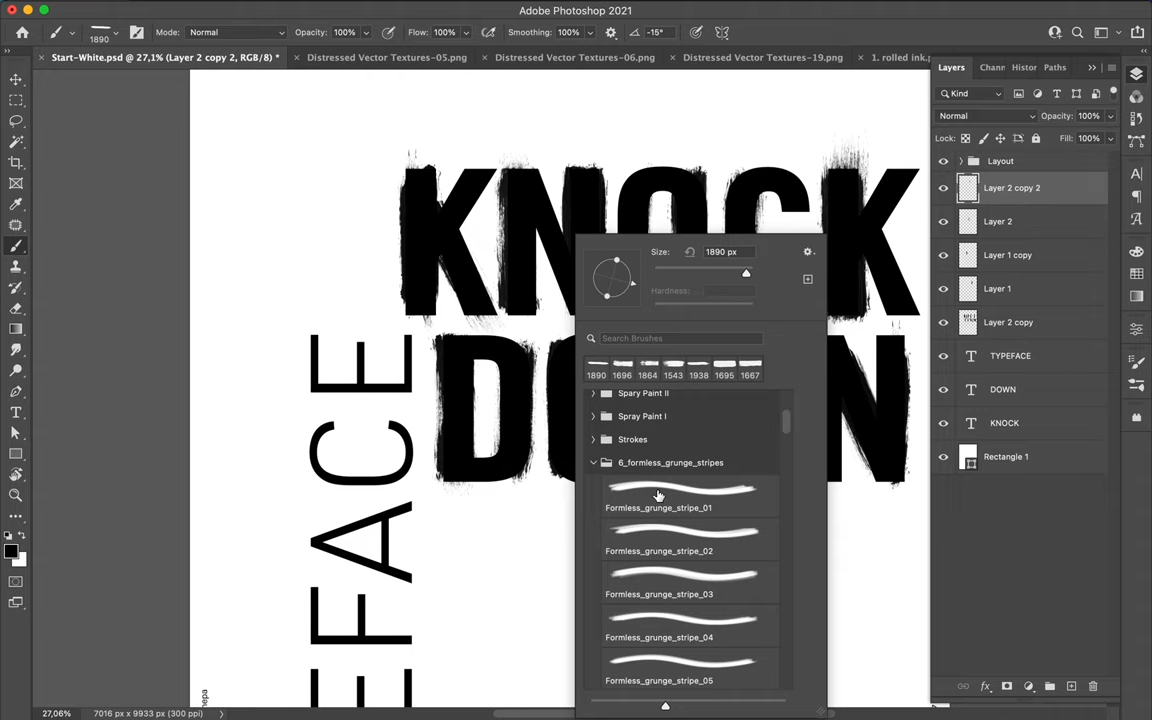 Adobe Photoshop 2021
1890
Mode: Normal
Opacity: 100%
Flow: 100%
Smoothing: 100%
-15°
Start-White.psd @ 27,1% (Layer 2 copy 2, RGB/8) *
Distressed Vector Textures-05.png
Distressed Vector Textures-06.png
Distressed Vector Textures-19.png
1. rolled ink.p
Layers
Chann
Histor
Paths
Kind
Normal
Opacity: 100%
Lock:
Fill: 100%
Layout
Layer 2 copy 2
Layer 2
Layer 1 copy
Layer 1
Layer 2 copy
TYPEFACE
DOWN
KNOCK
Rectangle 1
KNOCK
D N
EFACE
Size: 1890 px
Hardness:
Search Brushes
1890 1696 1864 1543 1938 1695 1667
Spary Paint II
Spray Paint I
Strokes
6_formless_grunge_stripes
Formless_grunge_stripe_01
Formless_grunge_stripe_02
Formless_grunge_stripe_03
Formless_grunge_stripe_04
Formless_grunge_stripe_05
27,06%
7016 px x 9933 px (300 ppi)